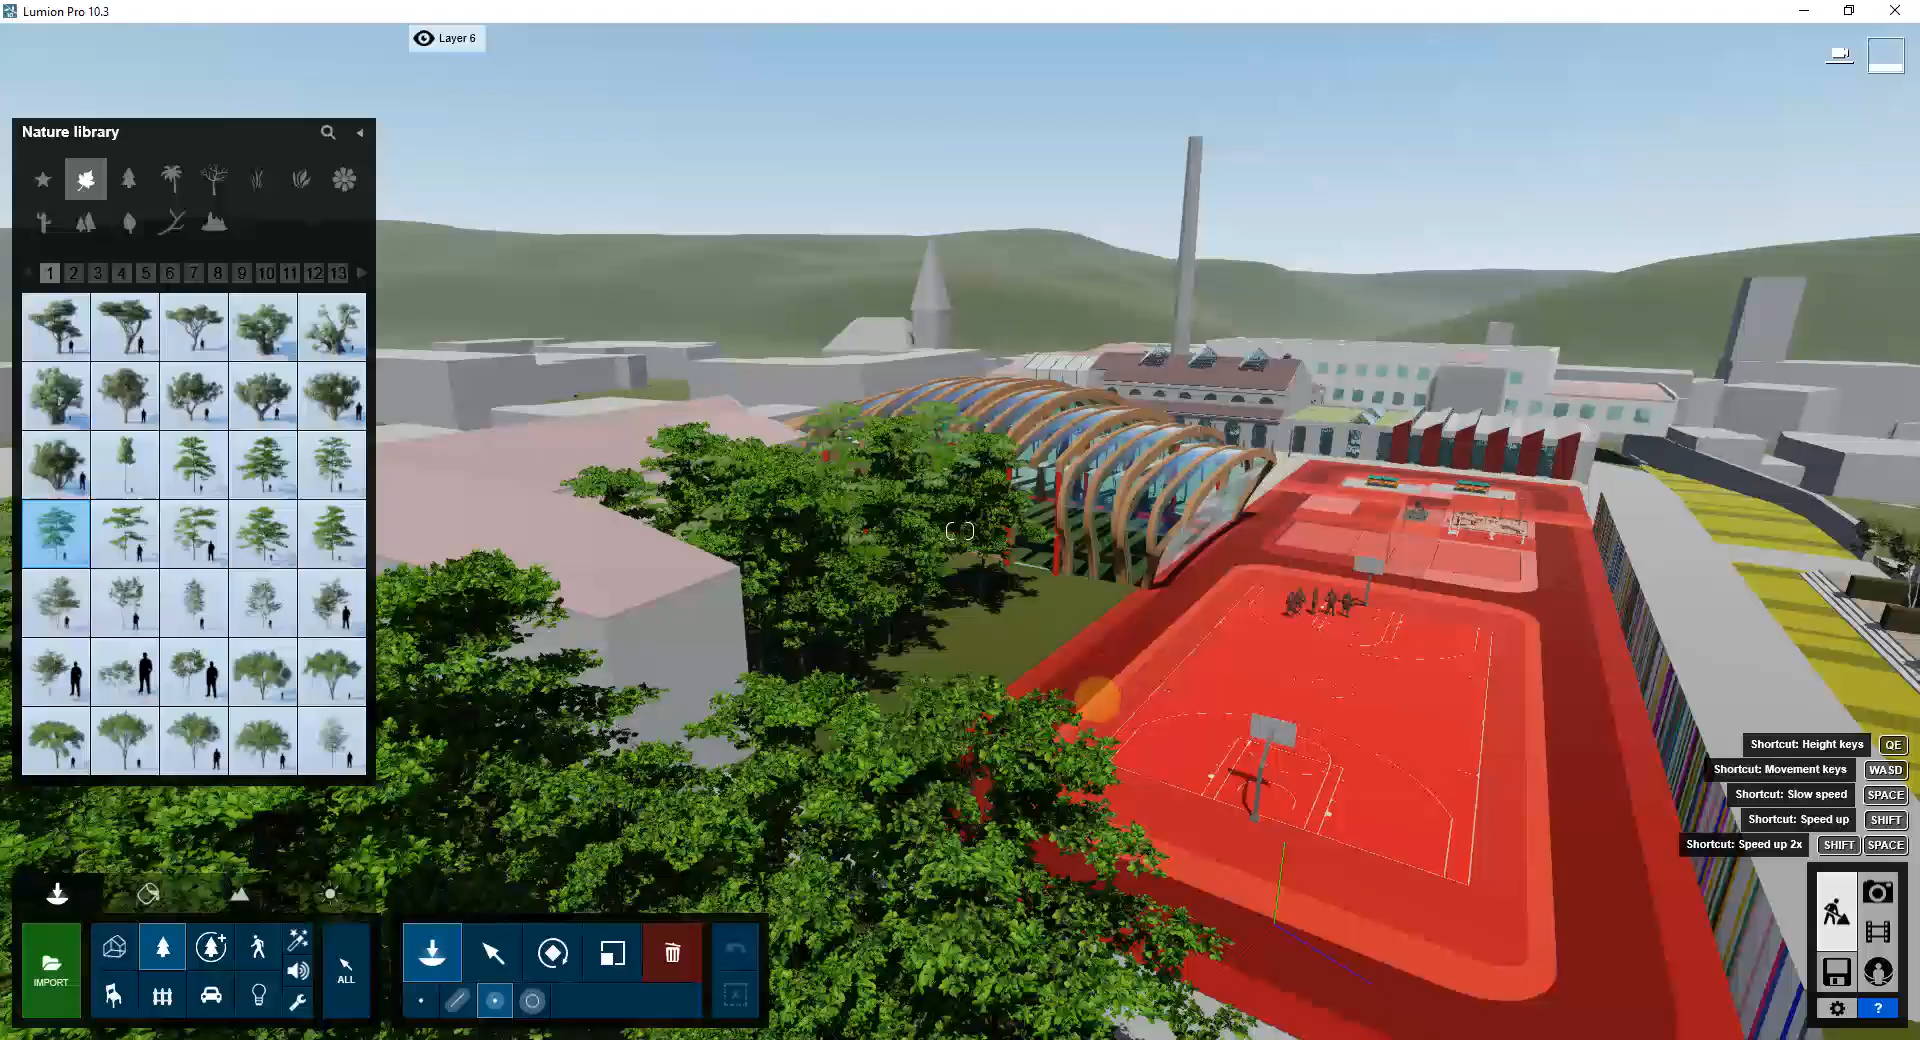 Lumion Pro 10.3
Layer 6
Nature library
1 2 3 4 5 6 7 8 9 10 11 12 13
Shortcut: Height keys QE
Shortcut: Movement keys WASD
Shortcut: Slow speed SPACE
Shortcut: Speed up SHIFT
Shortcut: Speed up 2x SHIFT SPACE
IMPORT
ALL
?